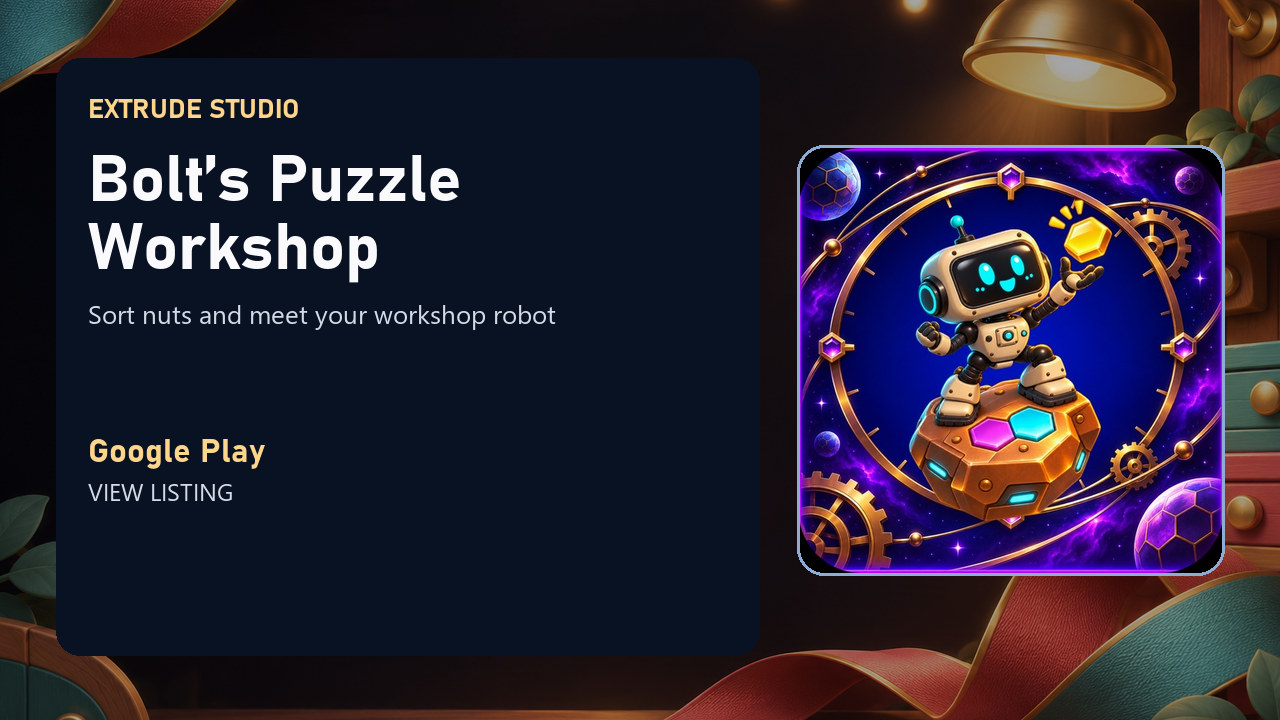 EXTRUDE STUDIO
Bolt’s Puzzle
Workshop
Sort nuts and meet your workshop robot
Google Play
VIEW LISTING